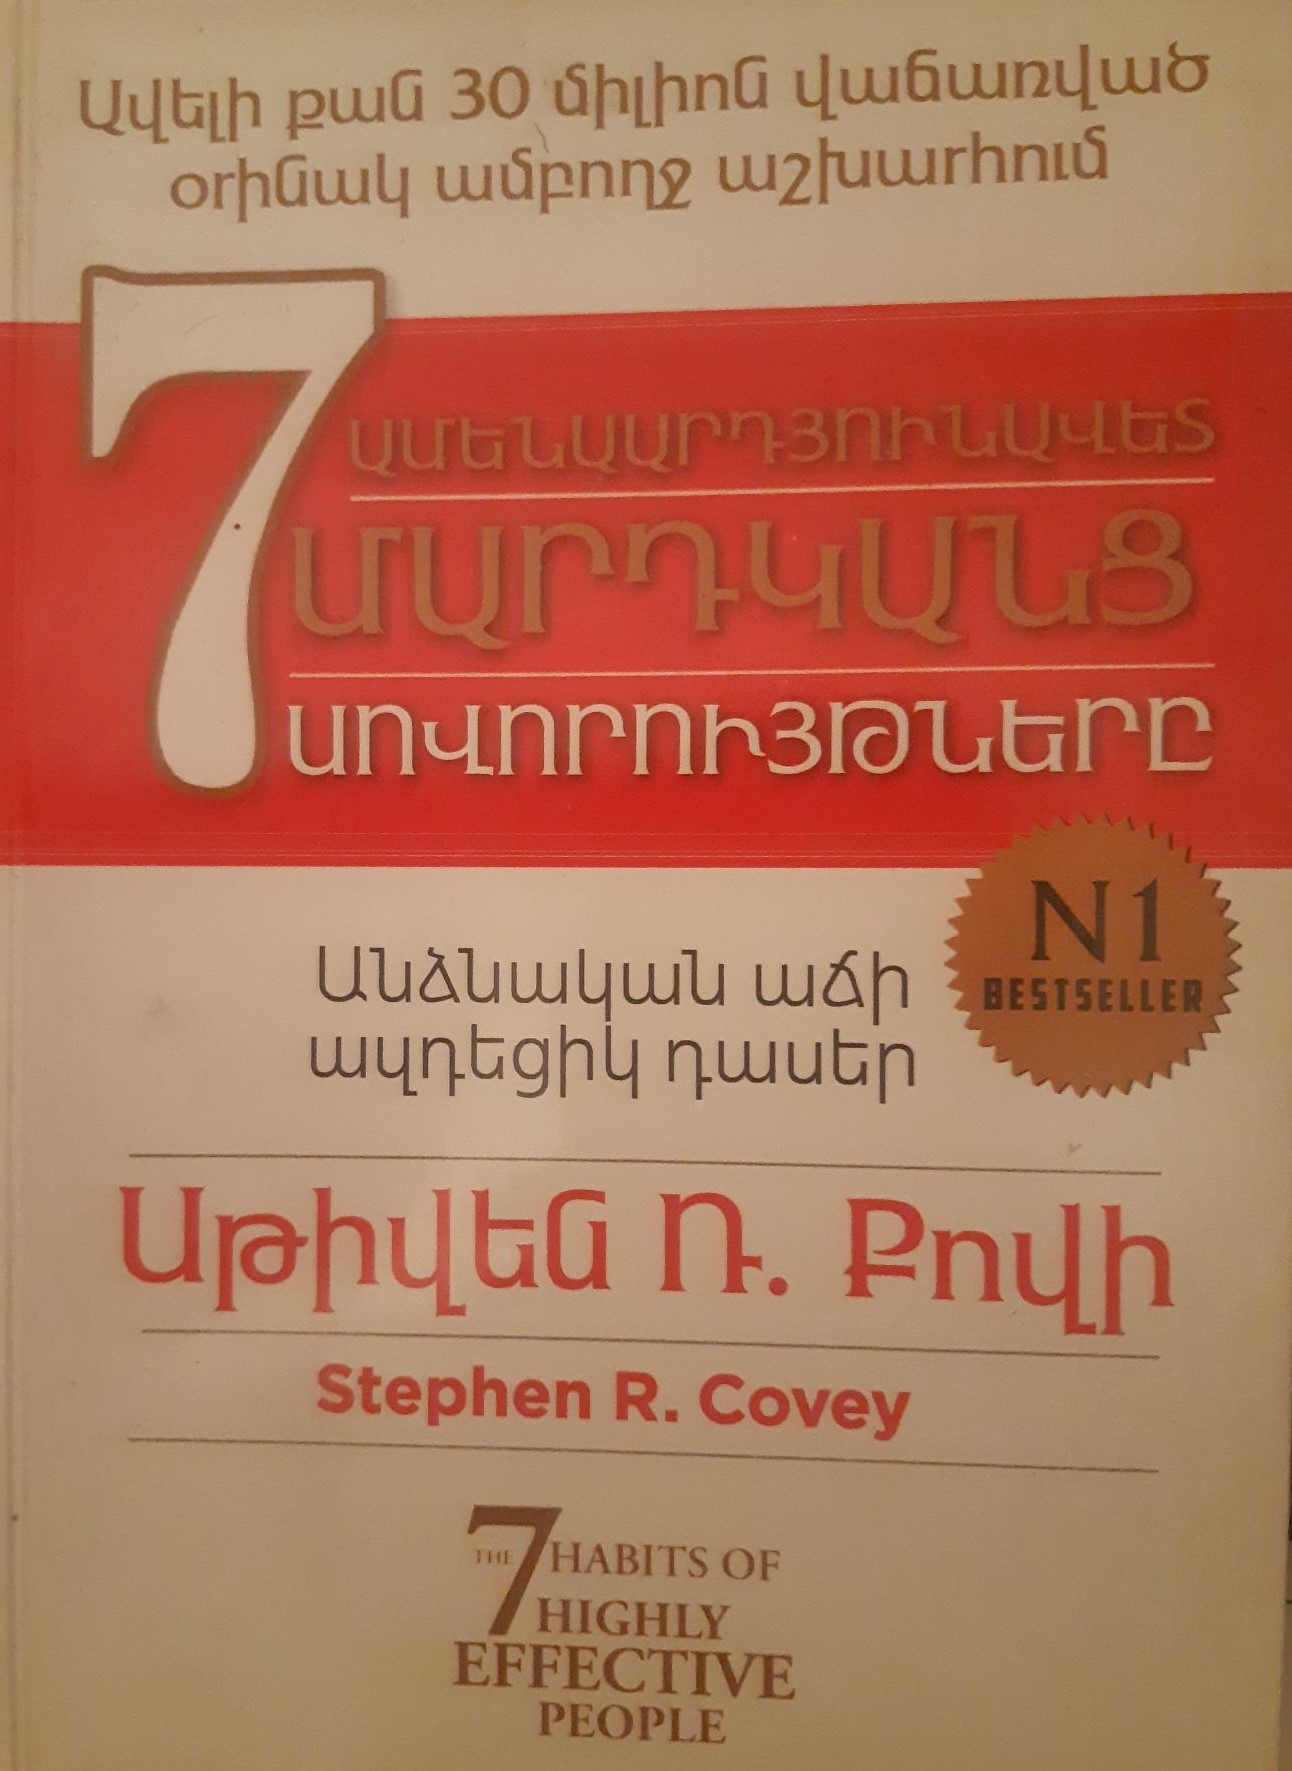 Ավելի քան 30 միլիոն վաճառված
օրինակ ամբողջ աշխարհում
7
ԱՄԵՆԱԱՐԴՅՈՒՆԱՎԵՏ
ՄԱՐԴԿԱՆՑ
ՍՈՎՈՐՈՒՅԹՆԵՐԸ
N1
BESTSELLER
Անձնական աճի
ազդեցիկ դասեր
Սթիվեն Ռ. Քովի
Stephen R. Covey
THE 7 HABITS OF
HIGHLY
EFFECTIVE
PEOPLE